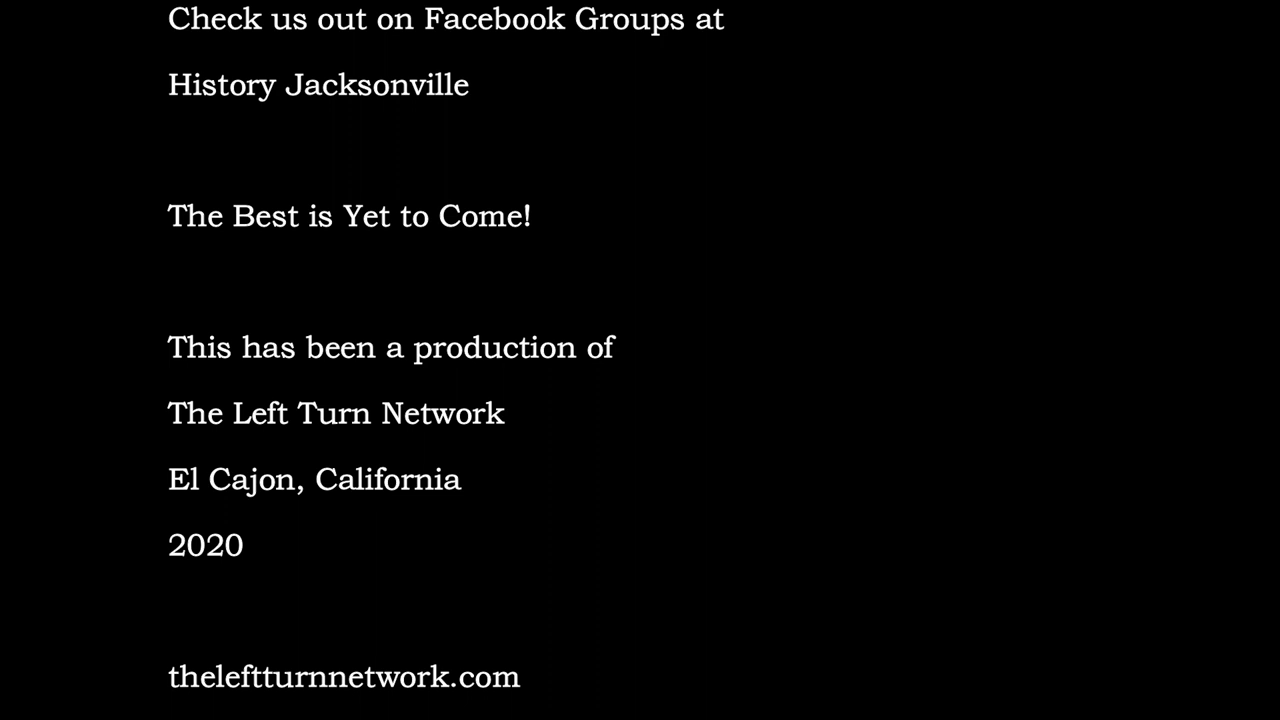 Check us out on Facebook Groups at
History Jacksonville
The Best is Yet to Come!
This has been a production of
The Left Turn Network
El Cajon, California
2020
theleftturnnetwork.com